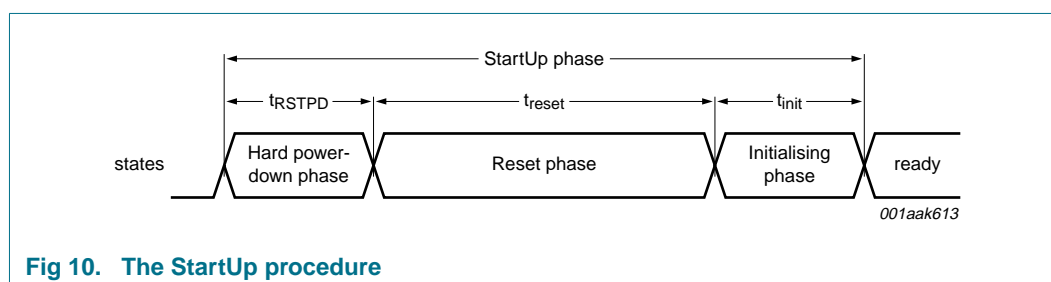 StartUp phase
tRSTPD
treset
tinit
states
Hard power-
down phase
Reset phase
Initialising
phase
ready
001aak613
Fig 10. The StartUp procedure